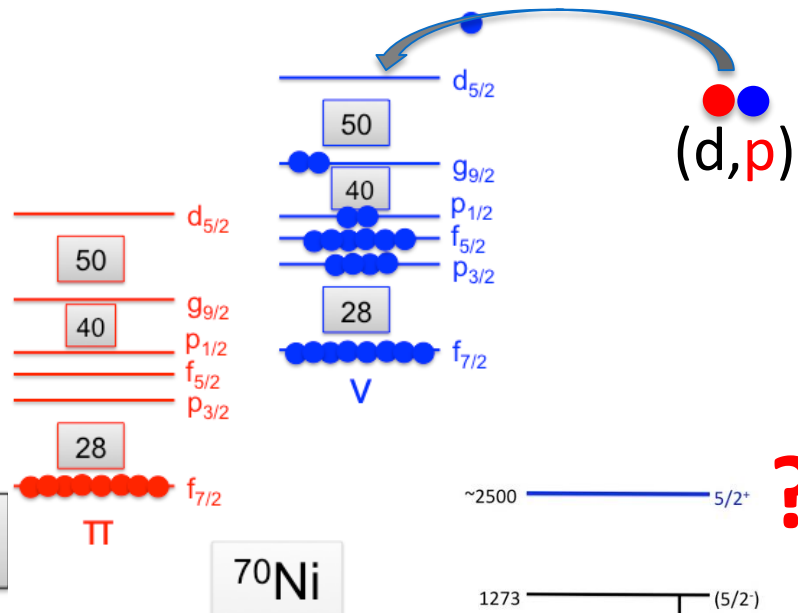 d5/2
50
g9/2
40
p1/2
f5/2
p3/2
28
f7/2
ν
(d,p)
d5/2
50
g9/2
40
p1/2
f5/2
p3/2
28
f7/2
π
70Ni
~2500 5/2+
?
1273 (5/2-)